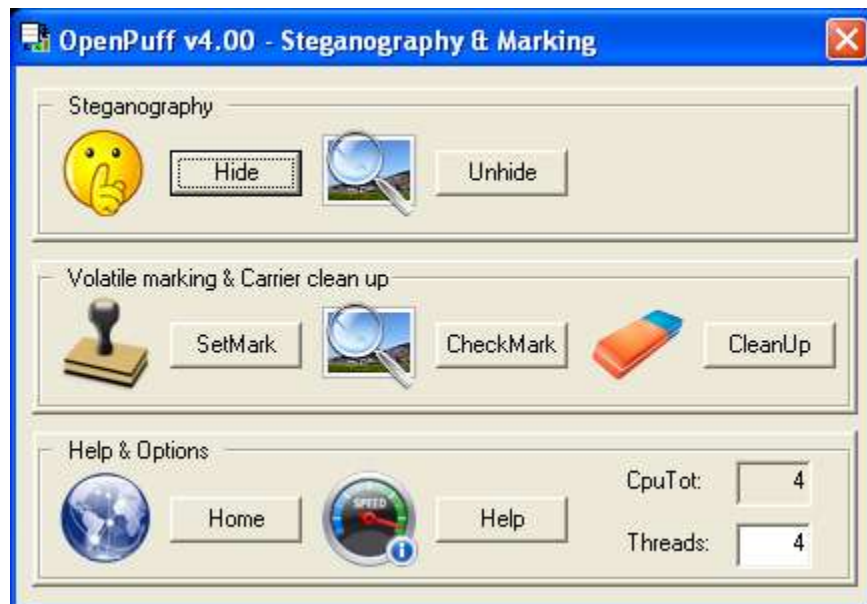 OpenPuff v4.00 - Steganography & Marking
Steganography
Hide
Unhide
Volatile marking & Carrier clean up
SetMark
CheckMark
CleanUp
Help & Options
Home
SPEED
Help
CpuTot: 4
Threads: 4